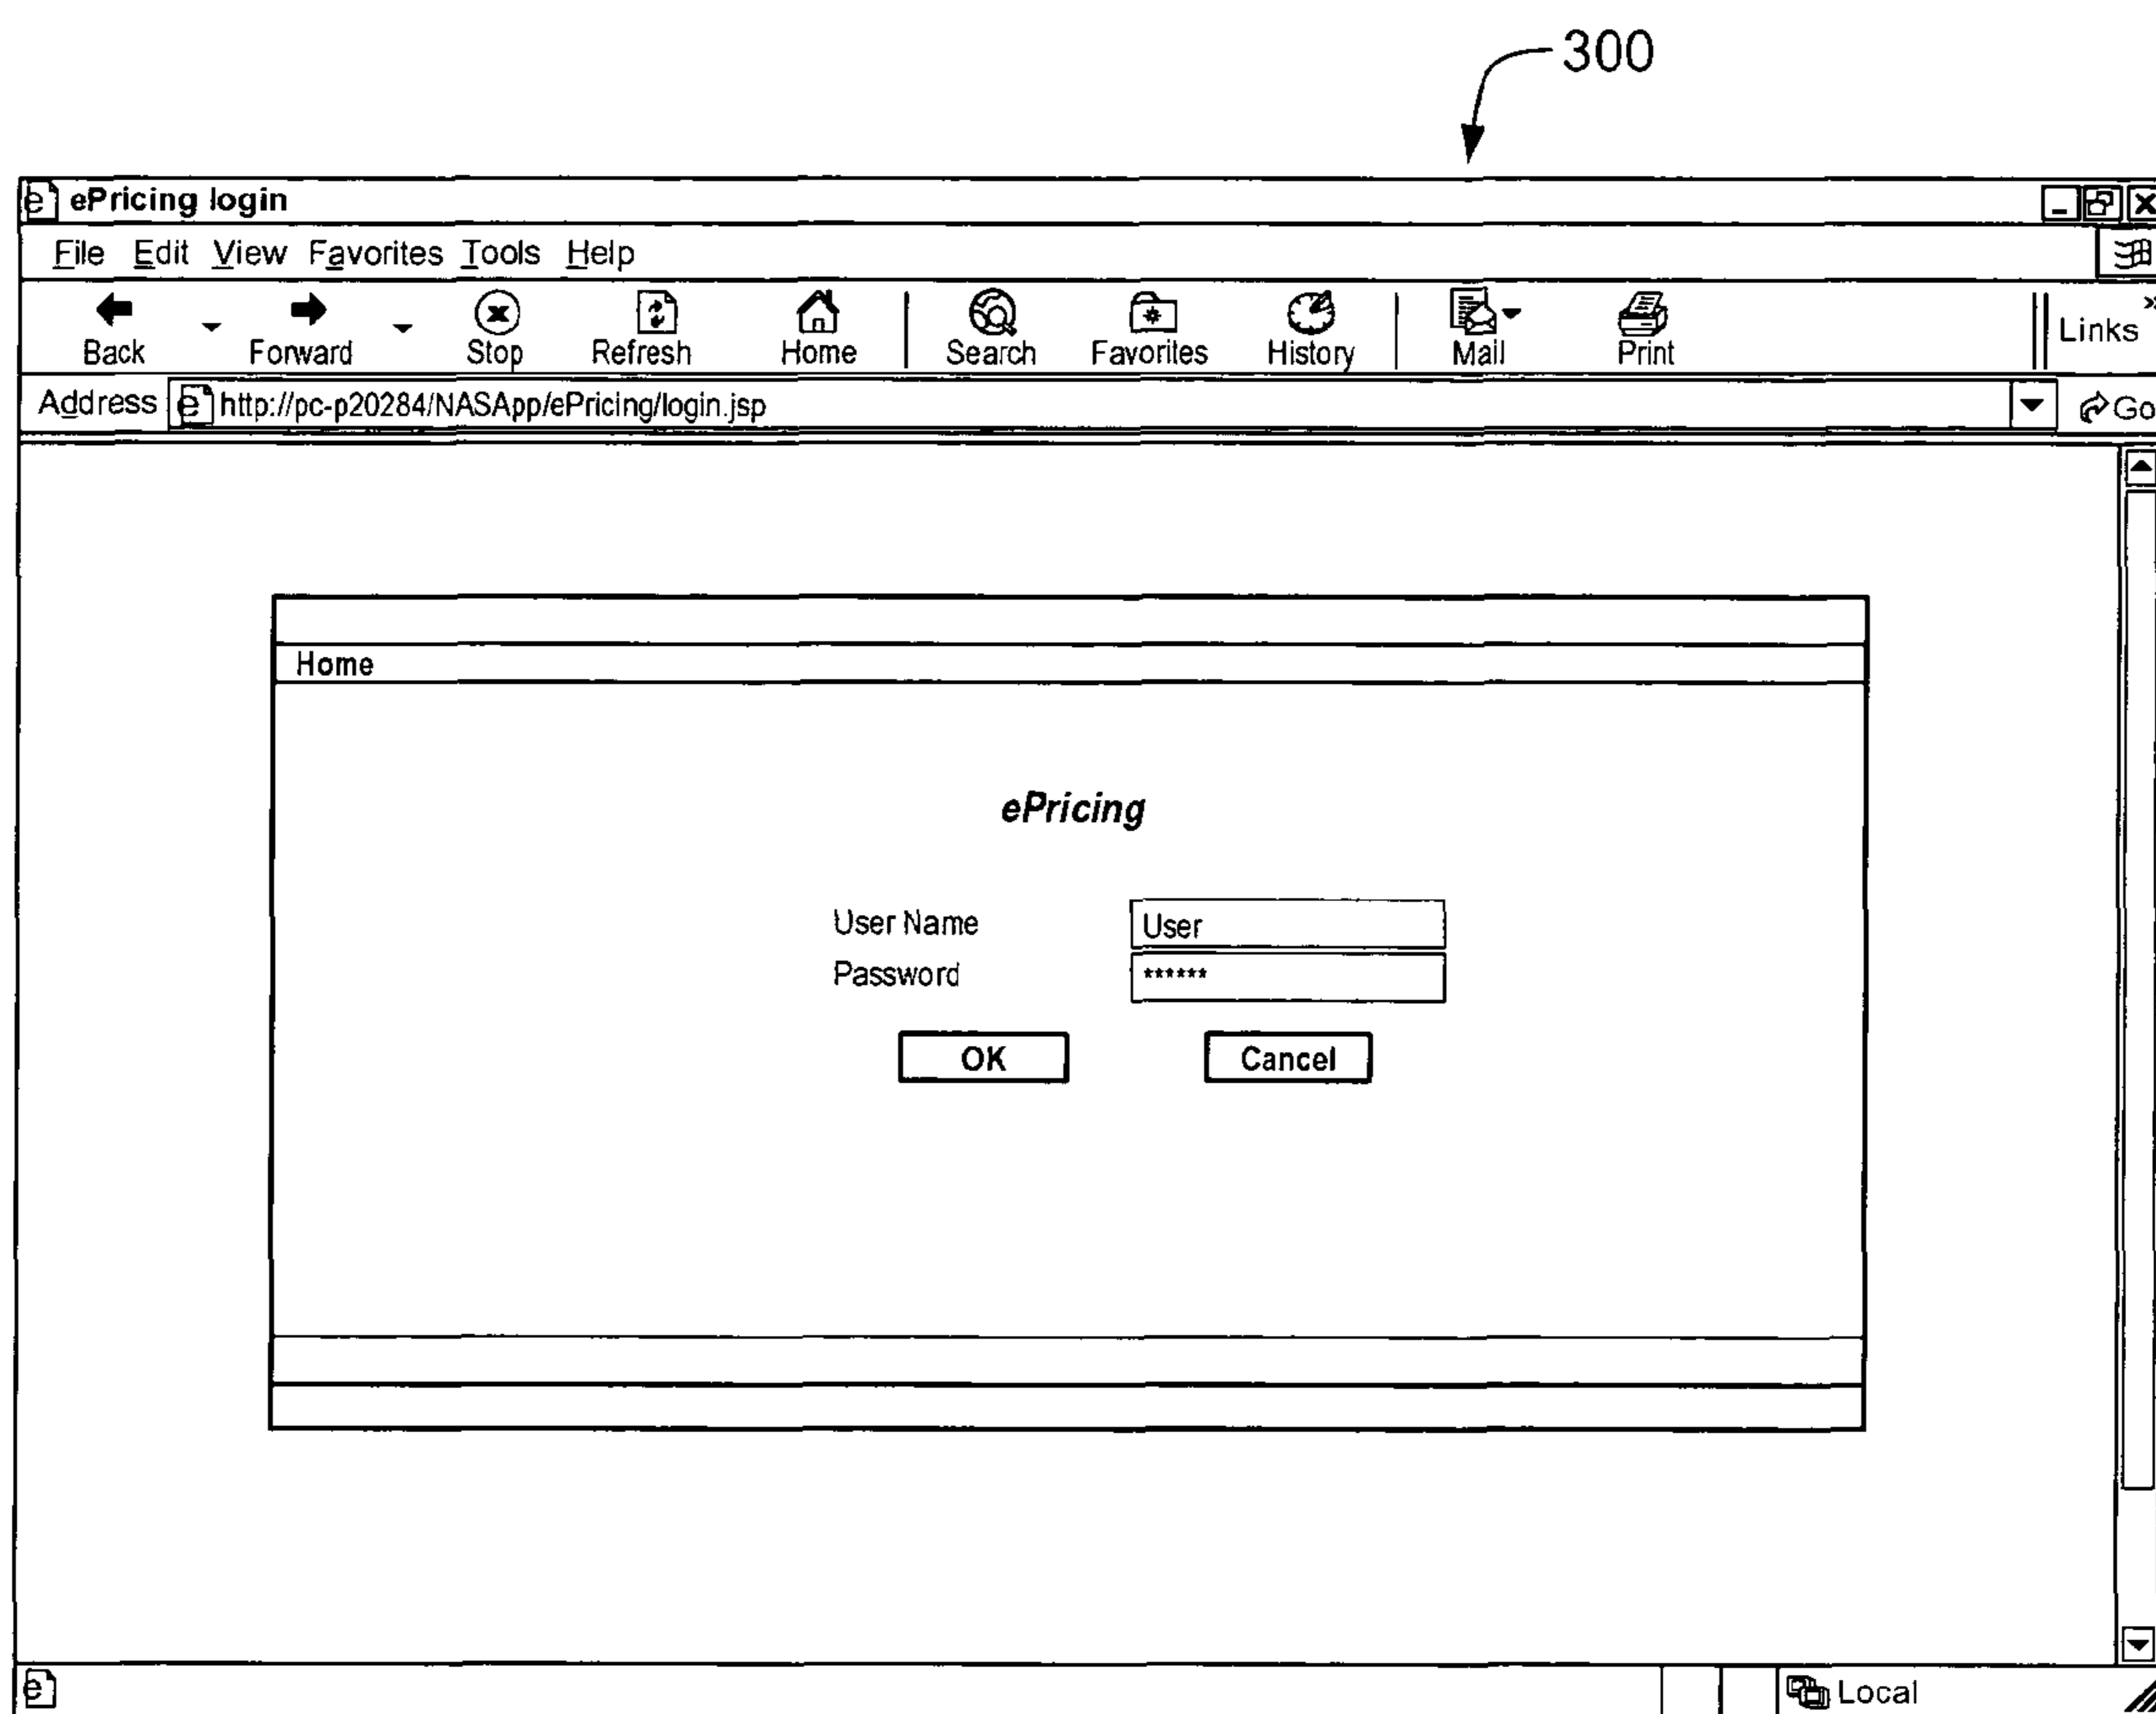 300
ePricing login
File Edit View Favorites Tools Help
Back Forward Stop Refresh Home Search Favorites History Mail Print Links »
Address http://pc-p20284/NASApp/ePricing/login.jsp Go
Home
ePricing
User Name User
Password ******
OK Cancel
Local